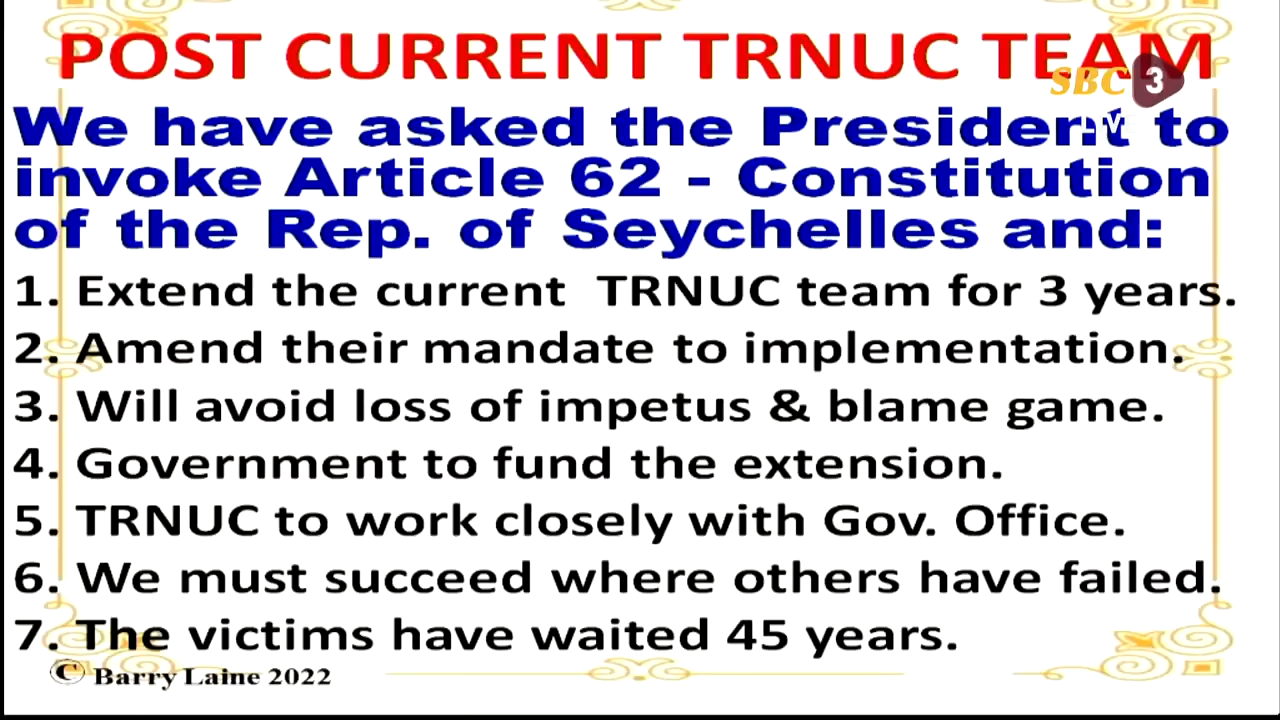 POST CURRENT TRNUC TEAM
SBC 3
We have asked the President to
invoke Article 62 - Constitution
of the Rep. of Seychelles and:
1. Extend the current TRNUC team for 3 years.
2. Amend their mandate to implementation.
3. Will avoid loss of impetus & blame game.
4. Government to fund the extension.
5. TRNUC to work closely with Gov. Office.
6. We must succeed where others have failed.
7. The victims have waited 45 years.
© Barry Laine 2022